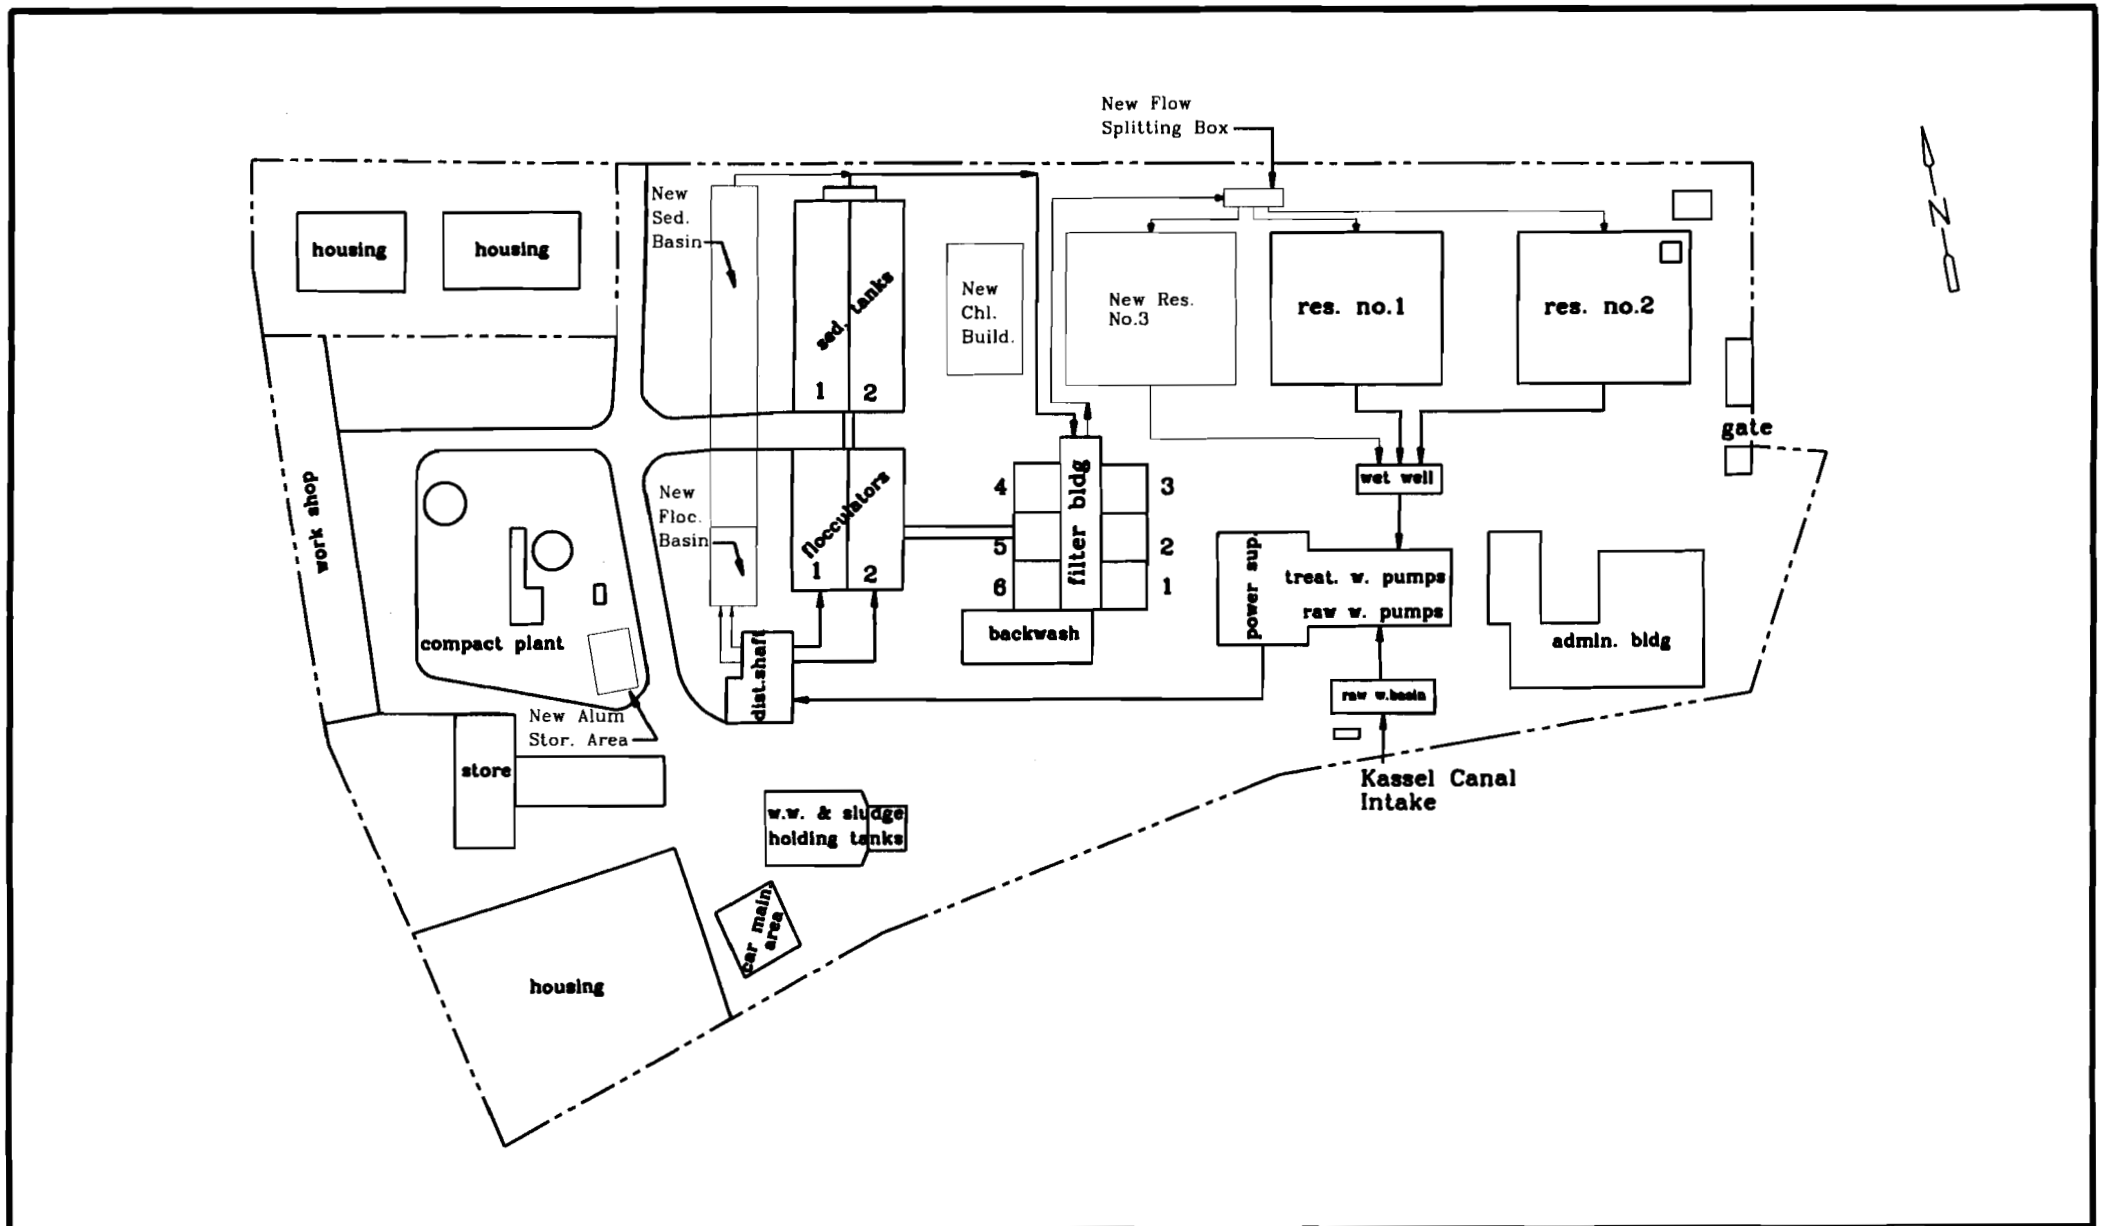 New Flow
Splitting Box
N
New
Sed.
Basin
housing
housing
sed. tanks
1
2
New
Chl.
Build.
New Res.
No.3
res. no.1
res. no.2
gate
work shop
New
Floc.
Basin
flocculators
1
2
4
5
6
filter bldg
3
2
1
wet well
power sup.
treat. w. pumps
raw w. pumps
admin. bldg
compact plant
dist.shaft
backwash
raw w.basin
New Alum
Stor. Area
store
Kassel Canal
Intake
w.w. & sludge
holding tanks
car main.
area
housing